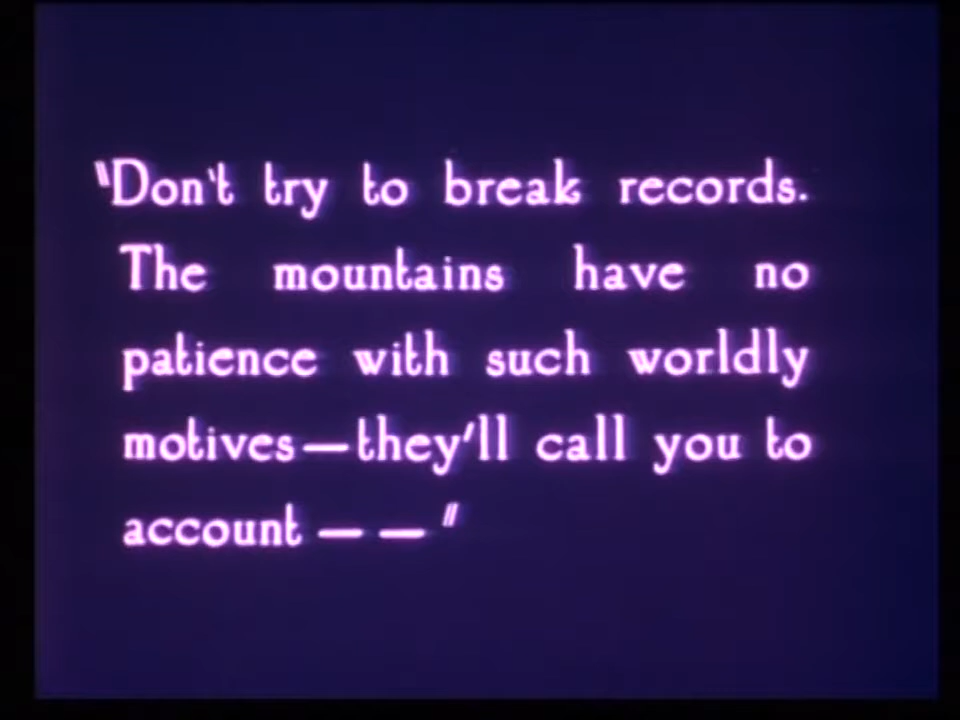 "Don't try to break records.
The mountains have no
patience with such worldly
motives—they'll call you to
account — — "